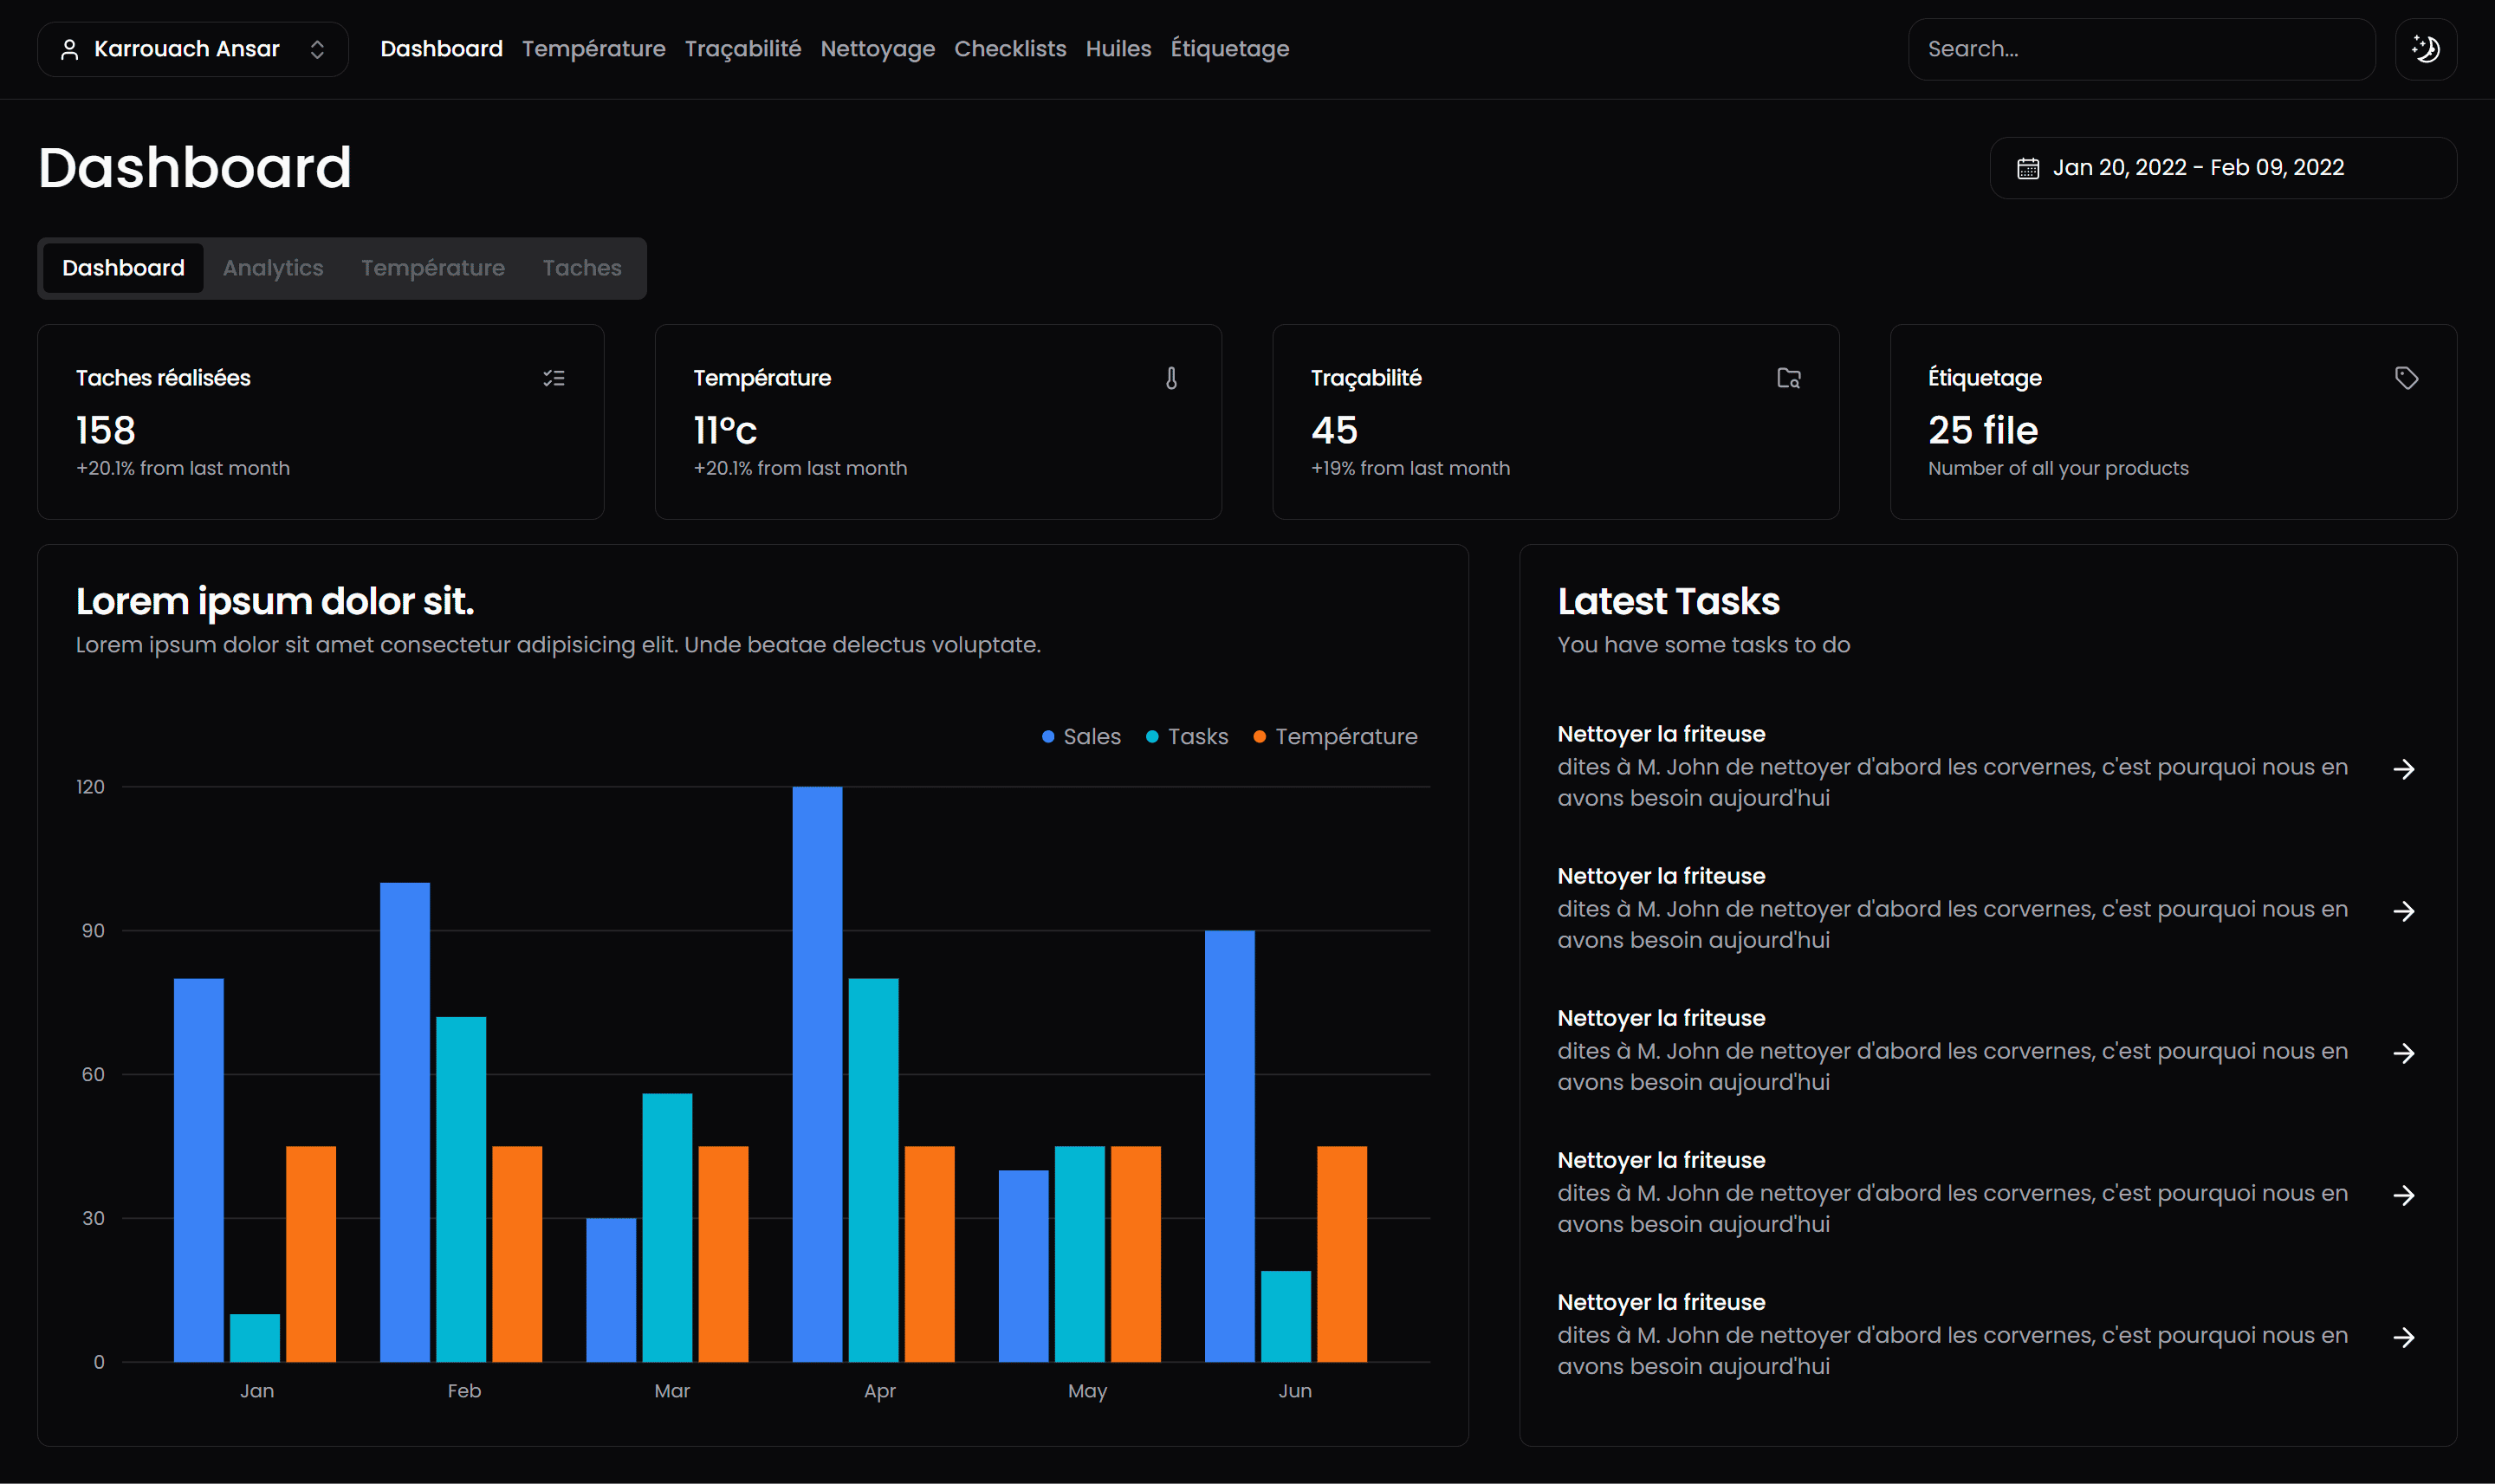 Karrouach Ansar
Dashboard Température Traçabilité Nettoyage Checklists Huiles Étiquetage
Search...
Dashboard
Jan 20, 2022 - Feb 09, 2022
Dashboard Analytics Température Taches
Taches réalisées
158
+20.1% from last month
Température
11°c
+20.1% from last month
Traçabilité
45
+19% from last month
Étiquetage
25 file
Number of all your products
Lorem ipsum dolor sit.
Lorem ipsum dolor sit amet consectetur adipisicing elit. Unde beatae delectus voluptate.
Sales Tasks Température
120
90
60
30
0
Jan Feb Mar Apr May Jun
Latest Tasks
You have some tasks to do
Nettoyer la friteuse
dites à M. John de nettoyer d'abord les corvernes, c'est pourquoi nous en
avons besoin aujourd'hui
Nettoyer la friteuse
dites à M. John de nettoyer d'abord les corvernes, c'est pourquoi nous en
avons besoin aujourd'hui
Nettoyer la friteuse
dites à M. John de nettoyer d'abord les corvernes, c'est pourquoi nous en
avons besoin aujourd'hui
Nettoyer la friteuse
dites à M. John de nettoyer d'abord les corvernes, c'est pourquoi nous en
avons besoin aujourd'hui
Nettoyer la friteuse
dites à M. John de nettoyer d'abord les corvernes, c'est pourquoi nous en
avons besoin aujourd'hui